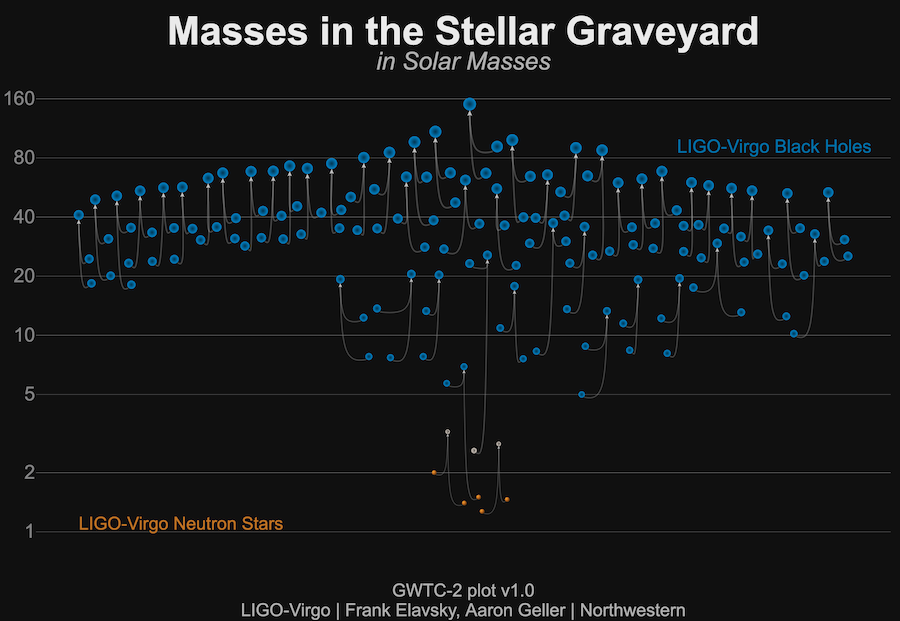 Masses in the Stellar Graveyard
in Solar Masses
160
LIGO-Virgo Black Holes
80
40
20
10
5
2
LIGO-Virgo Neutron Stars
1
GWTC-2 plot v1.0
LIGO-Virgo | Frank Elavsky, Aaron Geller | Northwestern